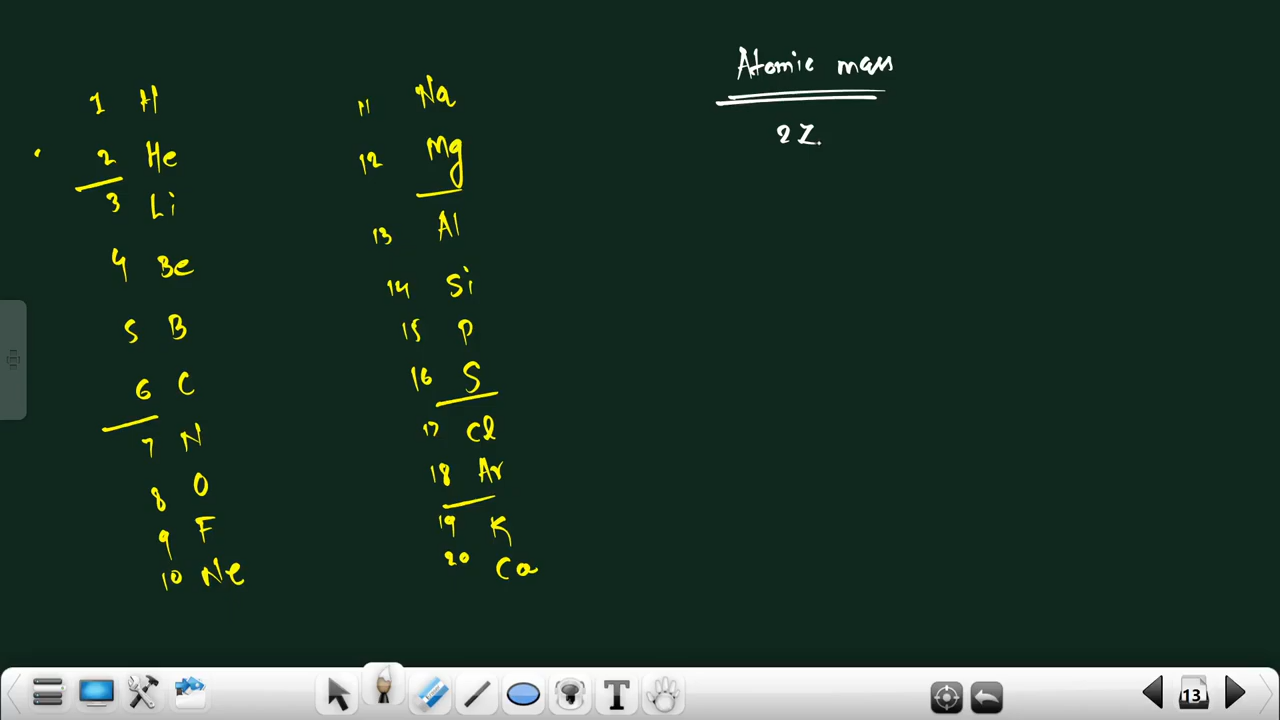 1 H
2 He
3 Li
4 Be
5 B
6 C
7 N
8 O
9 F
10 Ne
11 Na
12 Mg
13 Al
14 Si
15 P
16 S
17 Cl
18 Ar
19 K
20 Ca
Atomic mass
2Z.
13